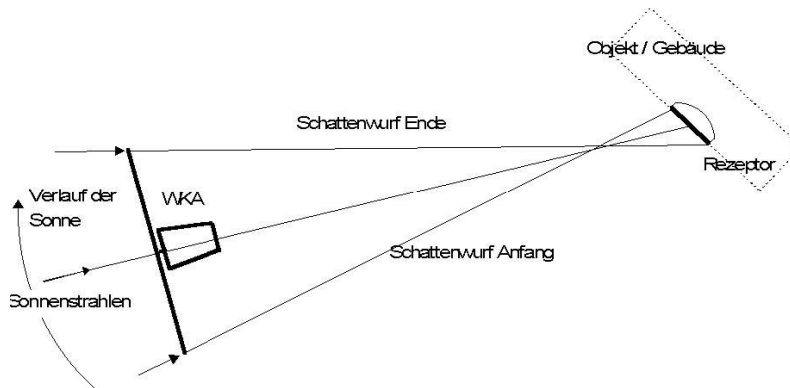 Objekt / Gebäude
Schattenwurf Ende
Rezeptor
Verlauf der
Sonne
WKA
Schattenwurf Anfang
Sonnenstrahlen